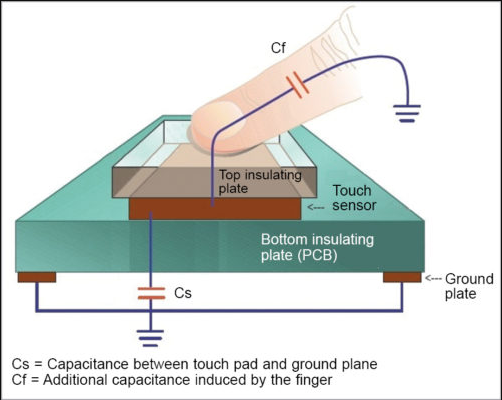 Cf
Top insulating
plate
Touch
<--- sensor
Bottom insulating
plate (PCB)
<--- Ground
plate
Cs
Cs = Capacitance between touch pad and ground plane
Cf = Additional capacitance induced by the finger